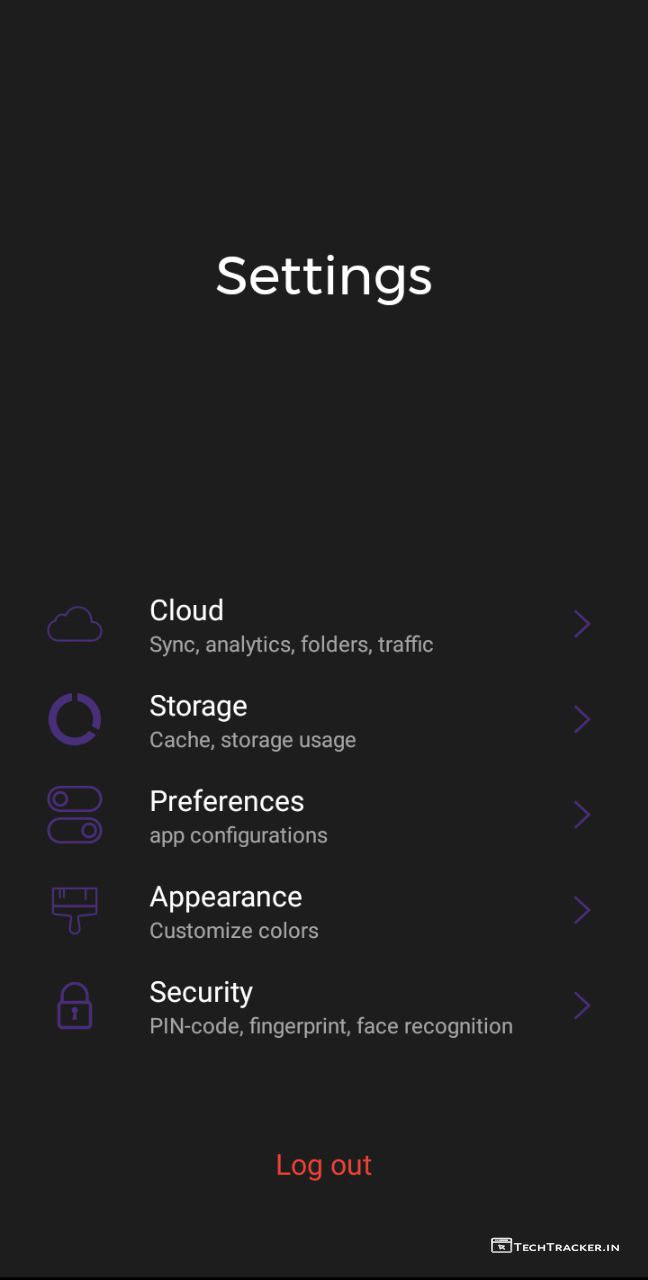 Settings
Cloud
Sync, analytics, folders, traffic
Storage
Cache, storage usage
Preferences
app configurations
Appearance
Customize colors
Security
PIN-code, fingerprint, face recognition
Log out
TechTracker.in